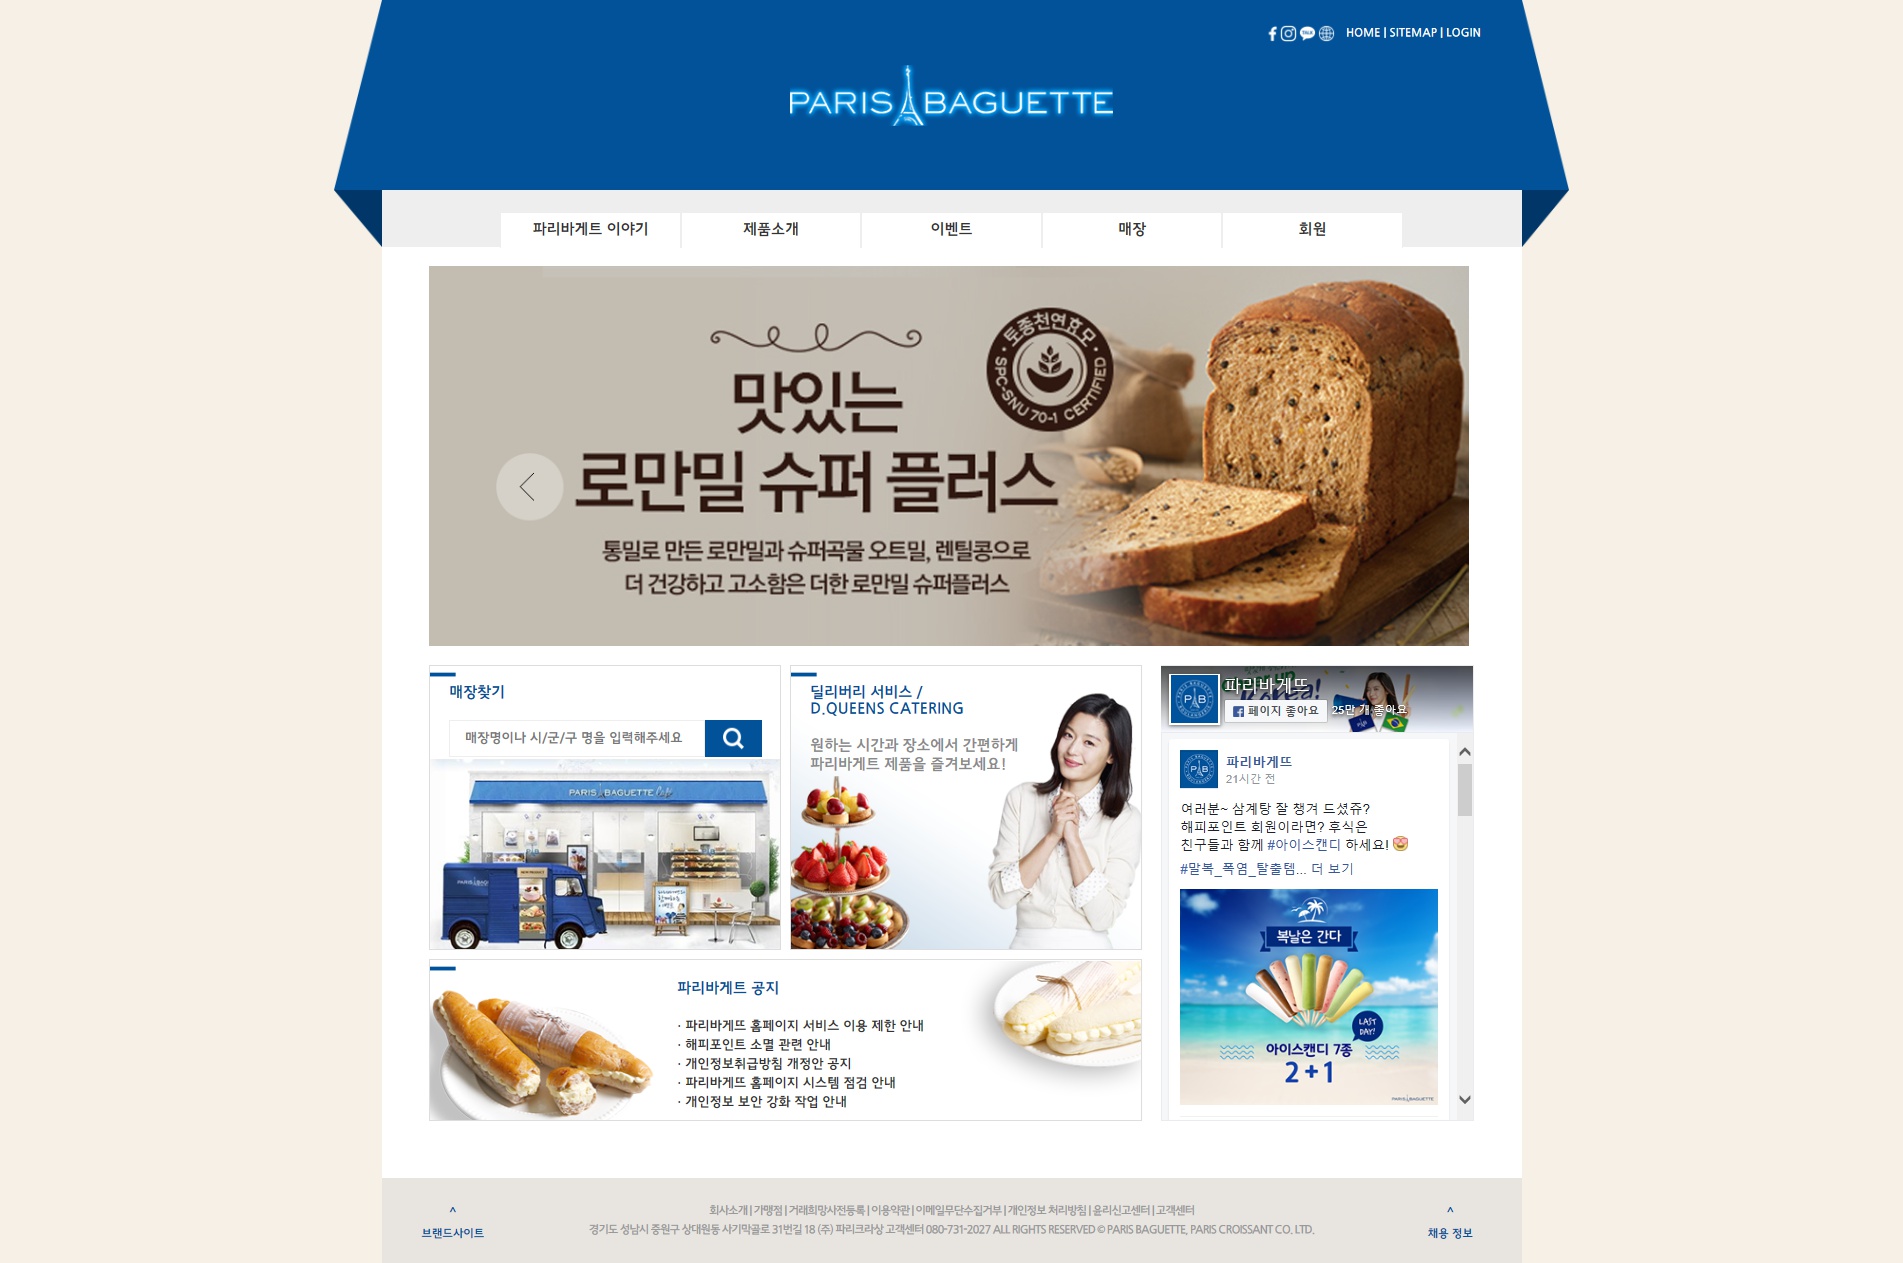 HOME | SITEMAP | LOGIN
PARIS BAGUETTE
파리바게뜨 이야기
제품소개
이벤트
매장
회원
토종천연효모
SPC-SNU 70-1 CERTIFIED
맛있는
로만밀 슈퍼 플러스
통밀로 만든 로만밀과 슈퍼곡물 오트밀, 렌틸콩으로
더 건강하고 고소함은 더한 로만밀 슈퍼플러스
매장찾기
매장명이나 시/군/구 명을 입력해주세요
PARIS BAGUETTE Café
딜리버리 서비스 /
D.QUEENS CATERING
원하는 시간과 장소에서 간편하게
파리바게트 제품을 즐겨보세요!
파리바게트 공지
· 파리바게뜨 홈페이지 서비스 이용 제한 안내
· 해피포인트 소멸 관련 안내
· 개인정보취급방침 개정안 공지
· 파리바게뜨 홈페이지 시스템 점검 안내
· 개인정보 보안 강화 작업 안내
파리바게뜨
페이지 좋아요
25만 개 좋아요
파리바게뜨
21시간 전
여러분~ 삼계탕 잘 챙겨 드셨쥬?
해피포인트 회원이라면? 후식은
친구들과 함께 #아이스캔디 하세요!
#말복_폭염_탈출템... 더 보기
복날은 간다
LAST
DAY!
아이스캔디 7종
2+1
PARIS BAGUETTE
^
브랜드사이트
회사소개 | 가맹점 | 거래희망사전등록 | 이용약관 | 이메일무단수집거부 | 개인정보 처리방침 | 윤리신고센터 | 고객센터
경기도 성남시 중원구 상대원동 사기막골로 31번길 18 (주) 파리크라상 고객센터 080-731-2027 ALL RIGHTS RESERVED © PARIS BAGUETTE, PARIS CROISSANT CO. LTD.
^
채용 정보